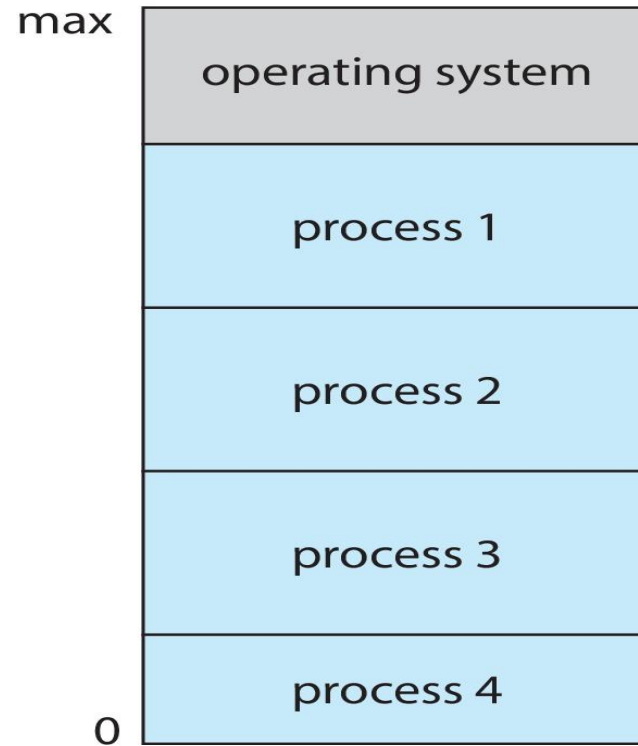 max
operating system
process 1
process 2
process 3
process 4
0